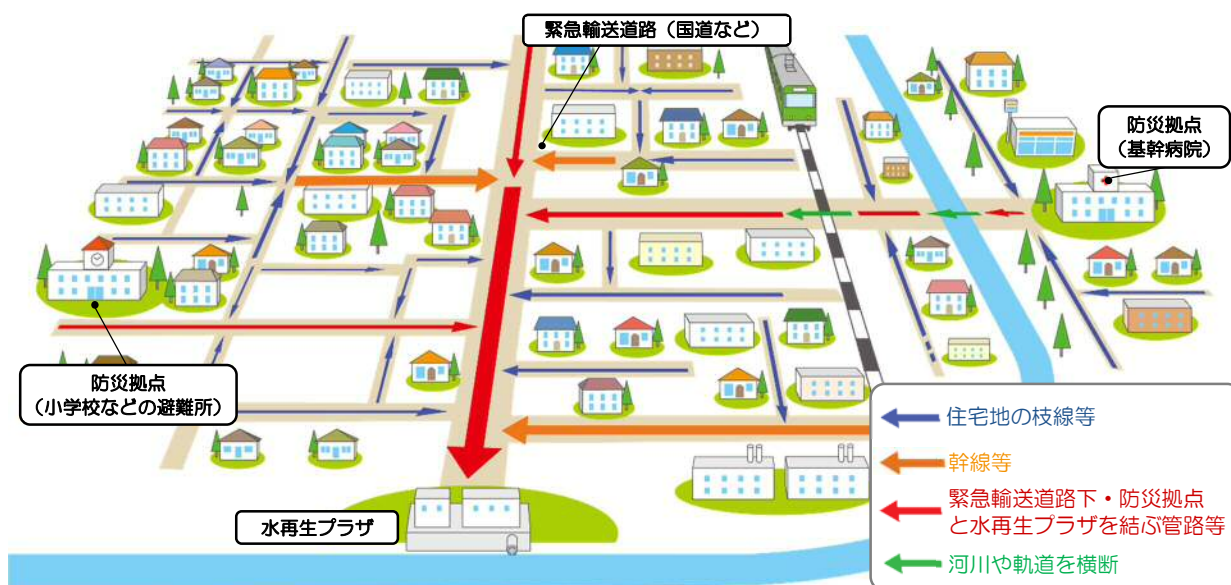 緊急輸送道路（国道など）
防災拠点
（基幹病院）
防災拠点
（小学校などの避難所）
水再生プラザ
住宅地の枝線等
幹線等
緊急輸送道路下・防災拠点
と水再生プラザを結ぶ管路等
河川や軌道を横断